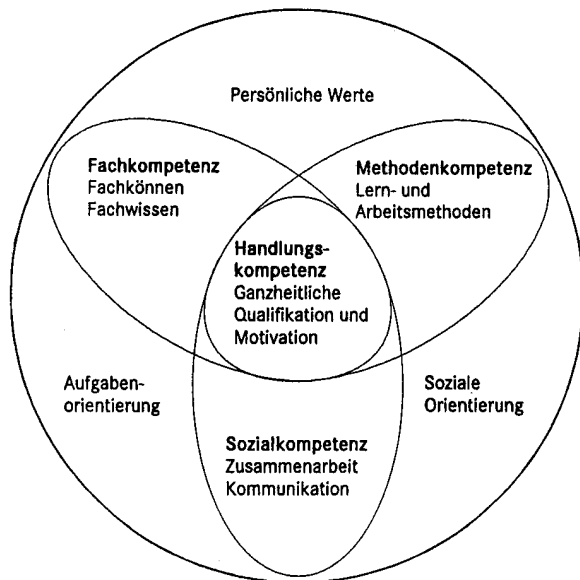 Persönliche Werte
Fachkompetenz
Fachkönnen
Fachwissen
Methodenkompetenz
Lern- und
Arbeitsmethoden
Handlungs-
kompetenz
Ganzheitliche
Qualifikation und
Motivation
Aufgaben-
orientierung
Soziale
Orientierung
Sozialkompetenz
Zusammenarbeit
Kommunikation